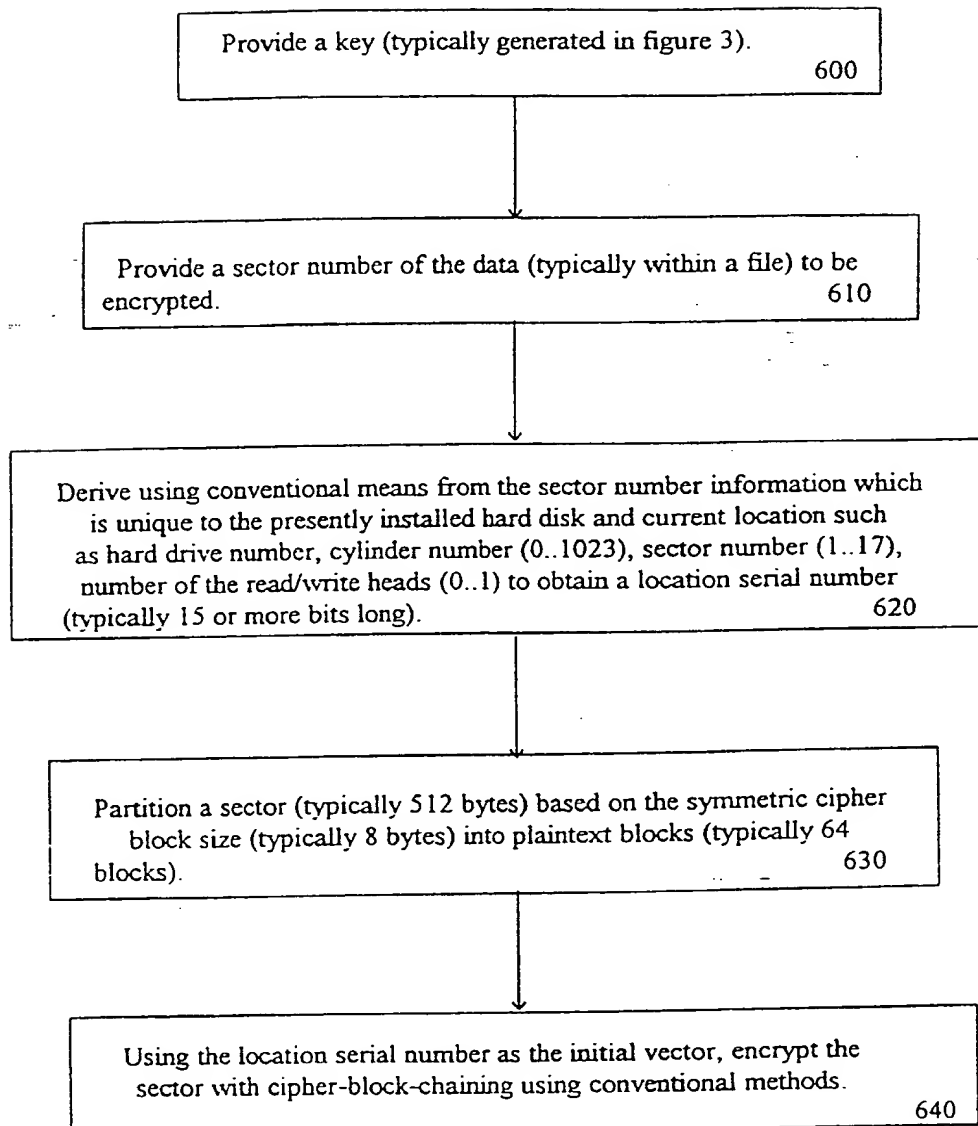 Provide a key (typically generated in figure 3).
600
Provide a sector number of the data (typically within a file) to be
encrypted.
610
Derive using conventional means from the sector number information which
is unique to the presently installed hard disk and current location such
as hard drive number, cylinder number (0..1023), sector number (1..17),
number of the read/write heads (0..1) to obtain a location serial number
(typically 15 or more bits long).
620
Partition a sector (typically 512 bytes) based on the symmetric cipher
block size (typically 8 bytes) into plaintext blocks (typically 64
blocks).
630
Using the location serial number as the initial vector, encrypt the
sector with cipher-block-chaining using conventional methods.
640